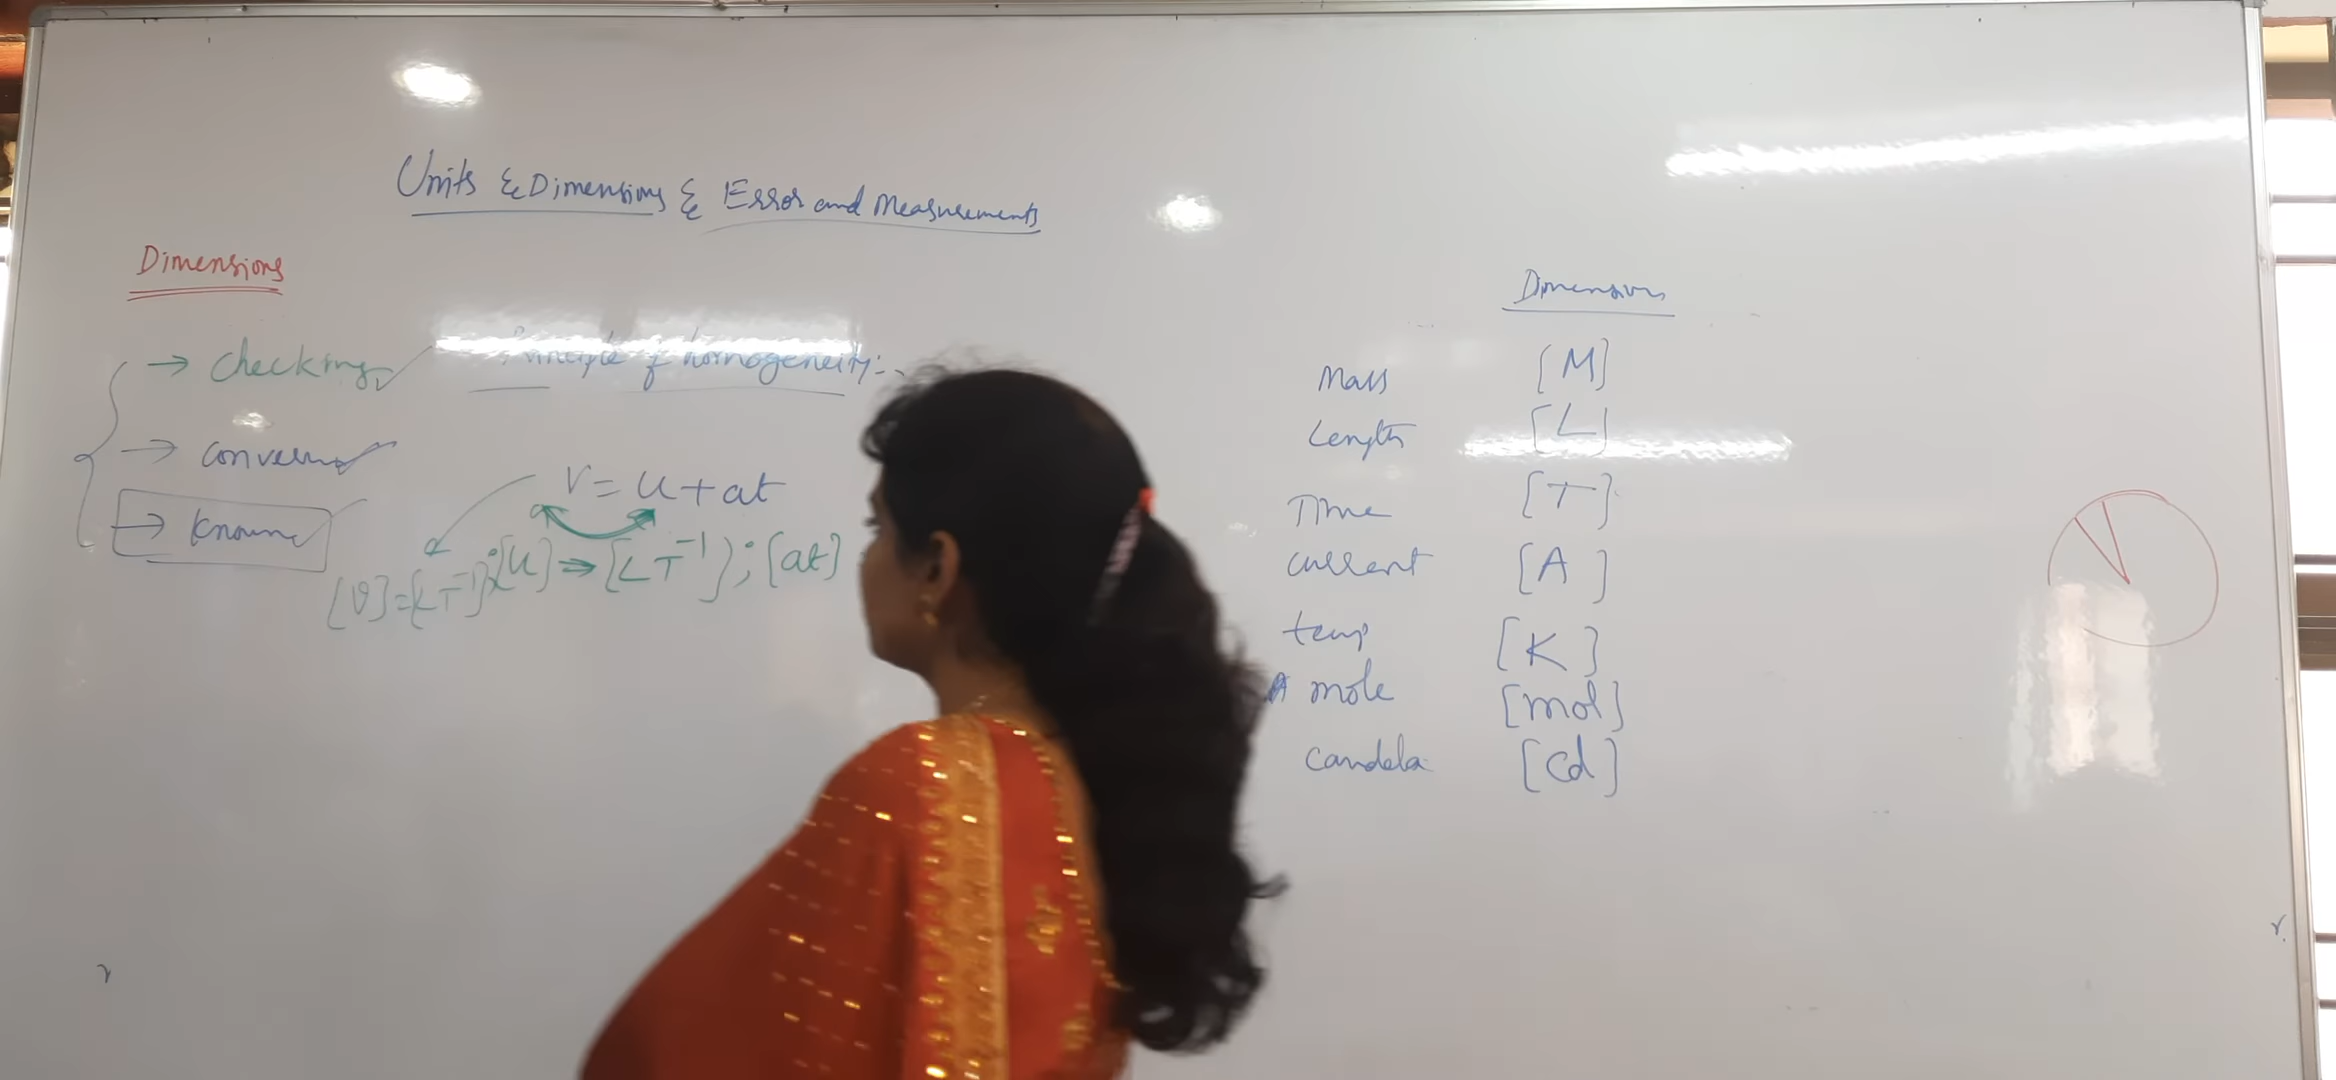 Units & Dimensions & Error and Measurements
Dimensions
→ checking ✓ Principle of homogeneity:-
→
→ known
V = u + at
[v] = [LT⁻¹]; [u] ⇒ [LT⁻¹]; [at]
Dimensions
Mass [M]
Length [L]
Time [T]
current [A]
temp [K]
A mole [mol]
candela [cd]
r
r.